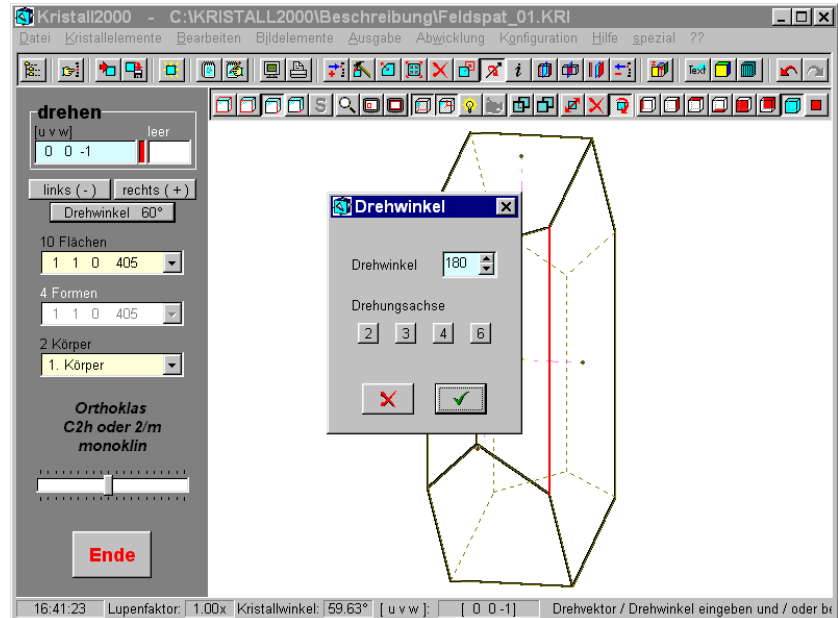 Kristall2000 - C:\KRISTALL2000\Beschreibung\Feldspat_01.KRI
Datei Kristallelemente Bearbeiten Bildelemente Ausgabe Abwicklung Konfiguration Hilfe spezial ??
i Text
S
drehen
[u v w] leer
0 0 -1
links ( - ) rechts ( + )
Drehwinkel 60°
10 Flächen
1 1 0 405
4 Formen
1 1 0 405
2 Körper
1. Körper
Orthoklas
C2h oder 2/m
monoklin
Ende
Drehwinkel
Drehwinkel 180
Drehungsachse
2 3 4 6
16:41:23 Lupenfaktor: 1.00x Kristallwinkel: 59.63° [ u v w ]: [ 0 0 -1] Drehvektor / Drehwinkel eingeben und / oder be